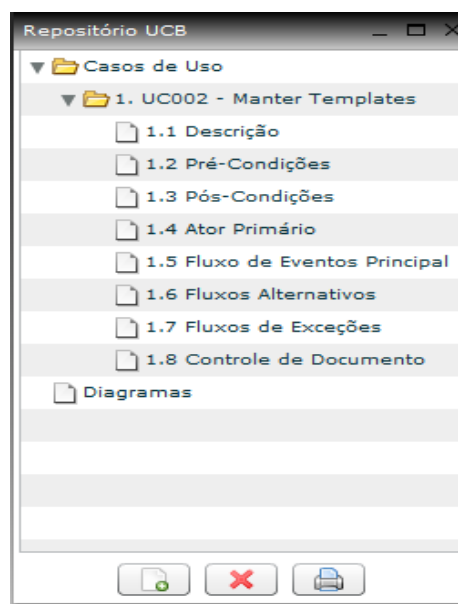 Repositório UCB
Casos de Uso
1. UC002 - Manter Templates
1.1 Descrição
1.2 Pré-Condições
1.3 Pós-Condições
1.4 Ator Primário
1.5 Fluxo de Eventos Principal
1.6 Fluxos Alternativos
1.7 Fluxos de Exceções
1.8 Controle de Documento
Diagramas